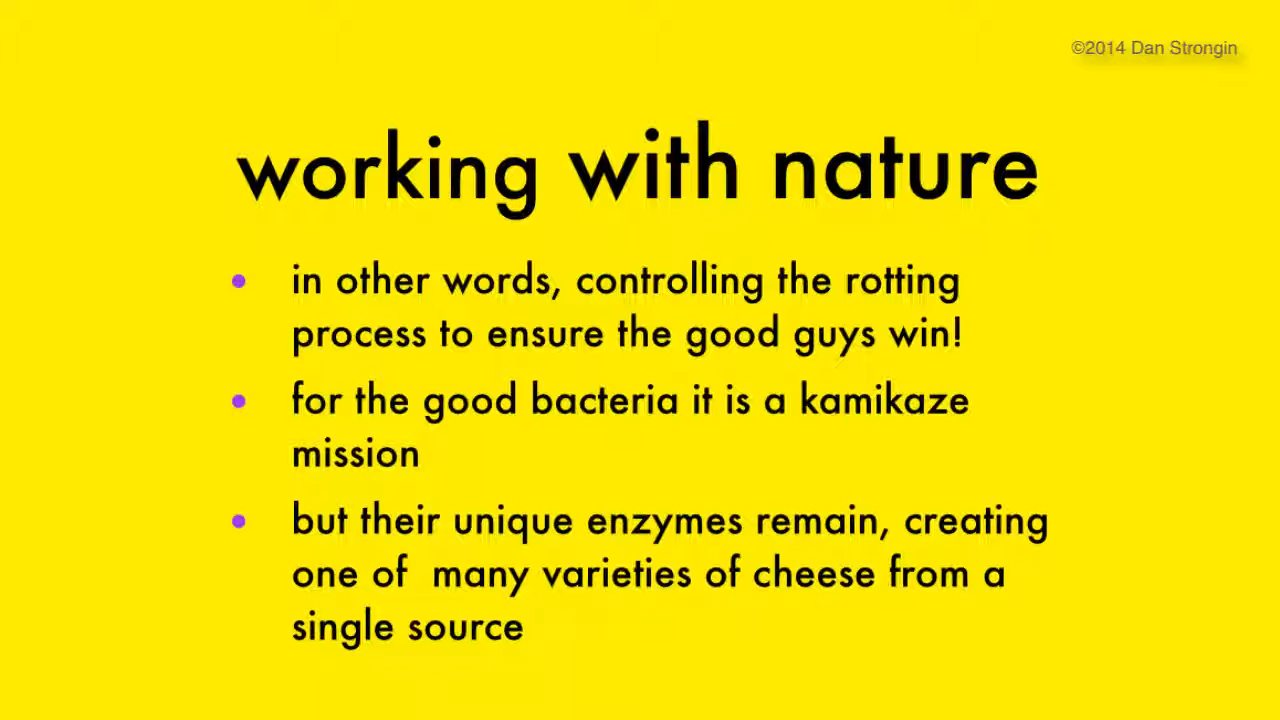 ©2014 Dan Strongin
working with nature
• in other words, controlling the rotting
process to ensure the good guys win!
• for the good bacteria it is a kamikaze
mission
• but their unique enzymes remain, creating
one of  many varieties of cheese from a
single source